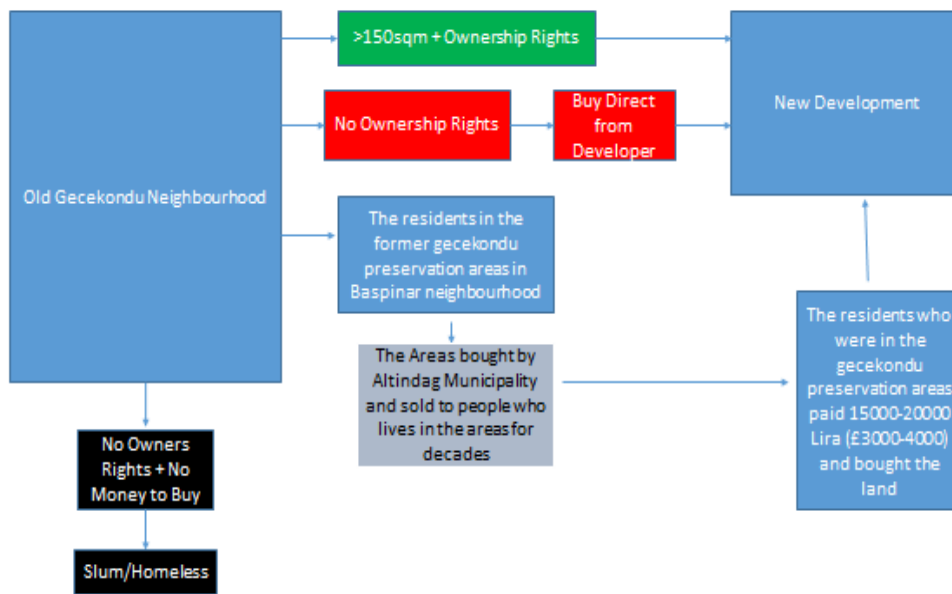 >150sqm + Ownership Rights
New Development
No Ownership Rights
Buy Direct
from
Developer
Old Gecekondu Neighbourhood
The residents in the
former gecekondu
preservation areas in
Baspinar neighbourhood
The Areas bought by
Altindag Municipality
and sold to people who
lives in the areas for
decades
The residents who
were in the
gecekondu
preservation areas
paid 15000-20000
Lira (£3000-4000)
and bought the
land
No Owners
Rights + No
Money to Buy
Slum/Homeless